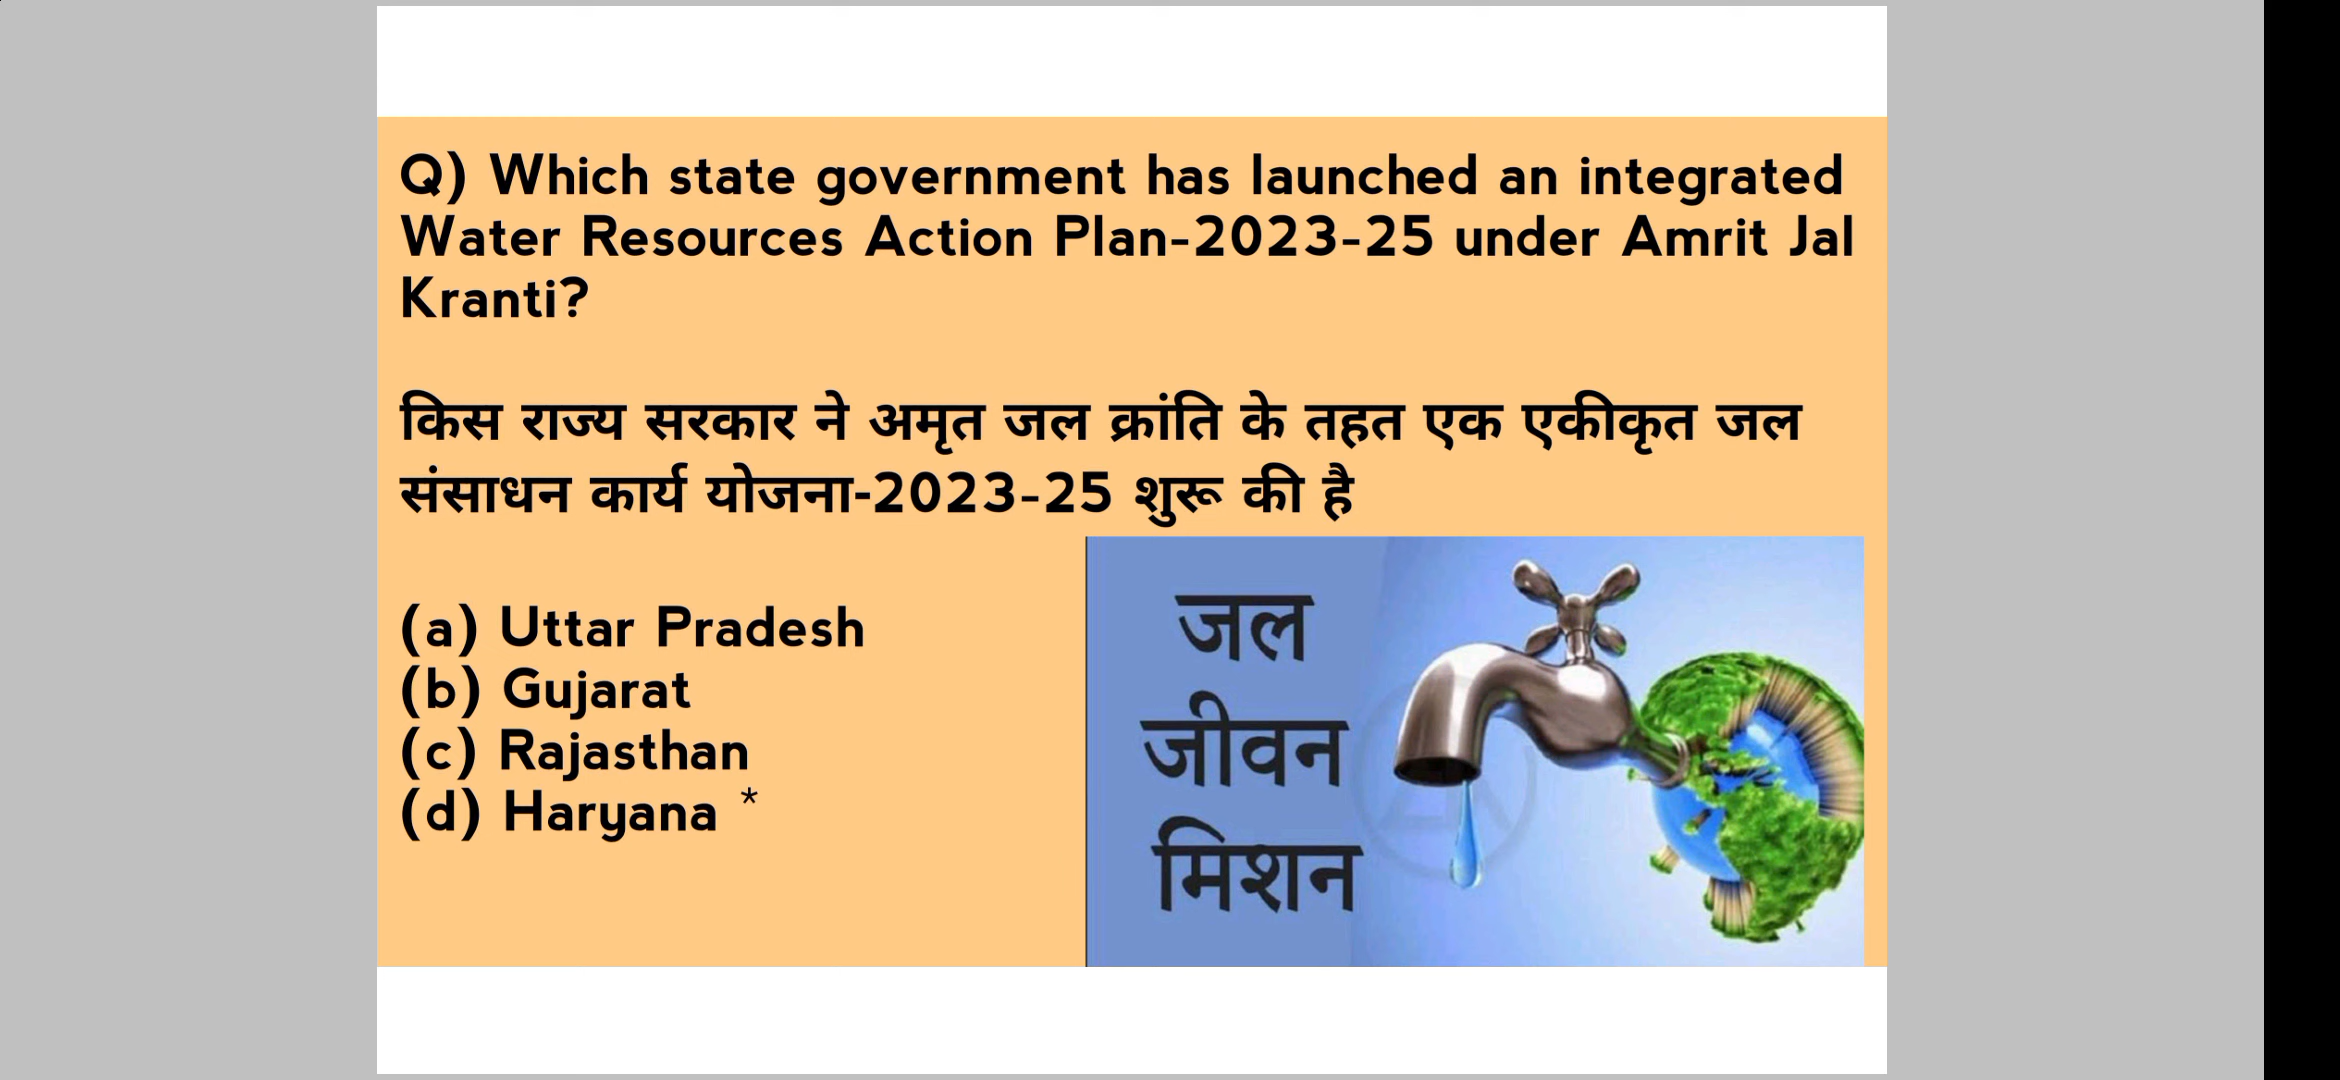 Q) Which state government has launched an integrated
Water Resources Action Plan-2023-25 under Amrit Jal
Kranti?
किस राज्य सरकार ने अमृत जल क्रांति के तहत एक एकीकृत जल
संसाधन कार्य योजना-2023-25 शुरू की है
(a) Uttar Pradesh
(b) Gujarat
(c) Rajasthan
(d) Haryana *
जल
जीवन
मिशन